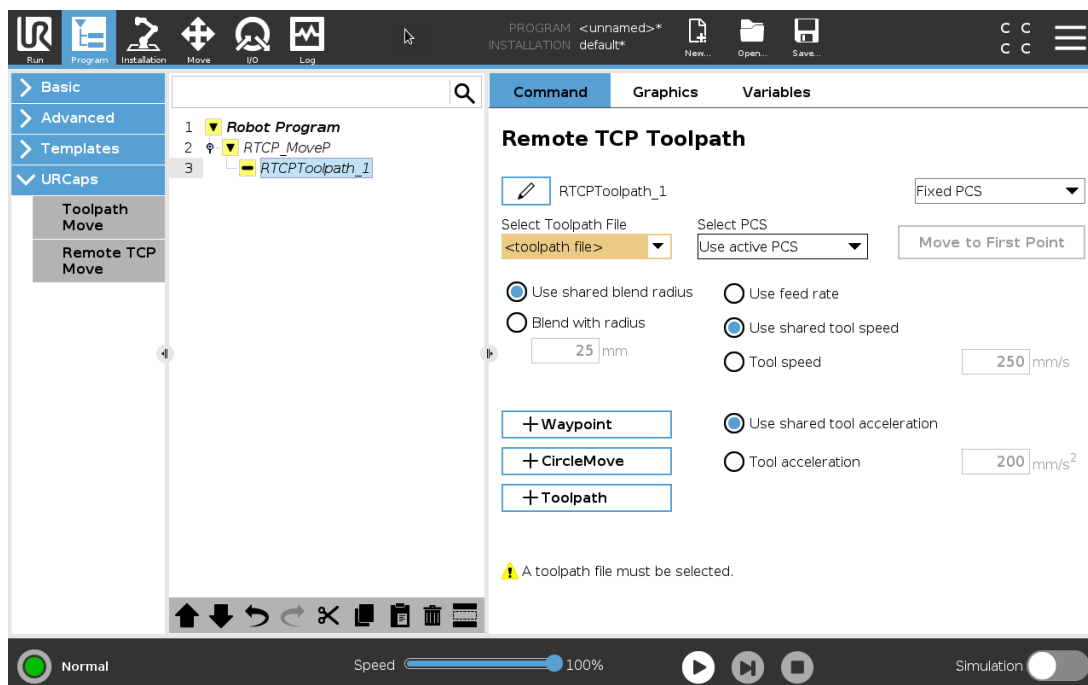 PROGRAM <unnamed>*
INSTALLATION default*
C C
C C
Run
Program
Installation
Move
I/O
Log
New...
Open...
Save...
Basic
Advanced
Templates
URCaps
Toolpath
Move
Remote TCP
Move
1 Robot Program
2 RTCP_MoveP
3 RTCPToolpath_1
Command
Graphics
Variables
Remote TCP Toolpath
RTCPToolpath_1
Fixed PCS
Select Toolpath File
Select PCS
<toolpath file>
Use active PCS
Move to First Point
Use shared blend radius
Use feed rate
Blend with radius
Use shared tool speed
25 mm
Tool speed
250 mm/s
+Waypoint
Use shared tool acceleration
+CircleMove
Tool acceleration
200 mm/s²
+Toolpath
A toolpath file must be selected.
Normal
Speed
100%
Simulation